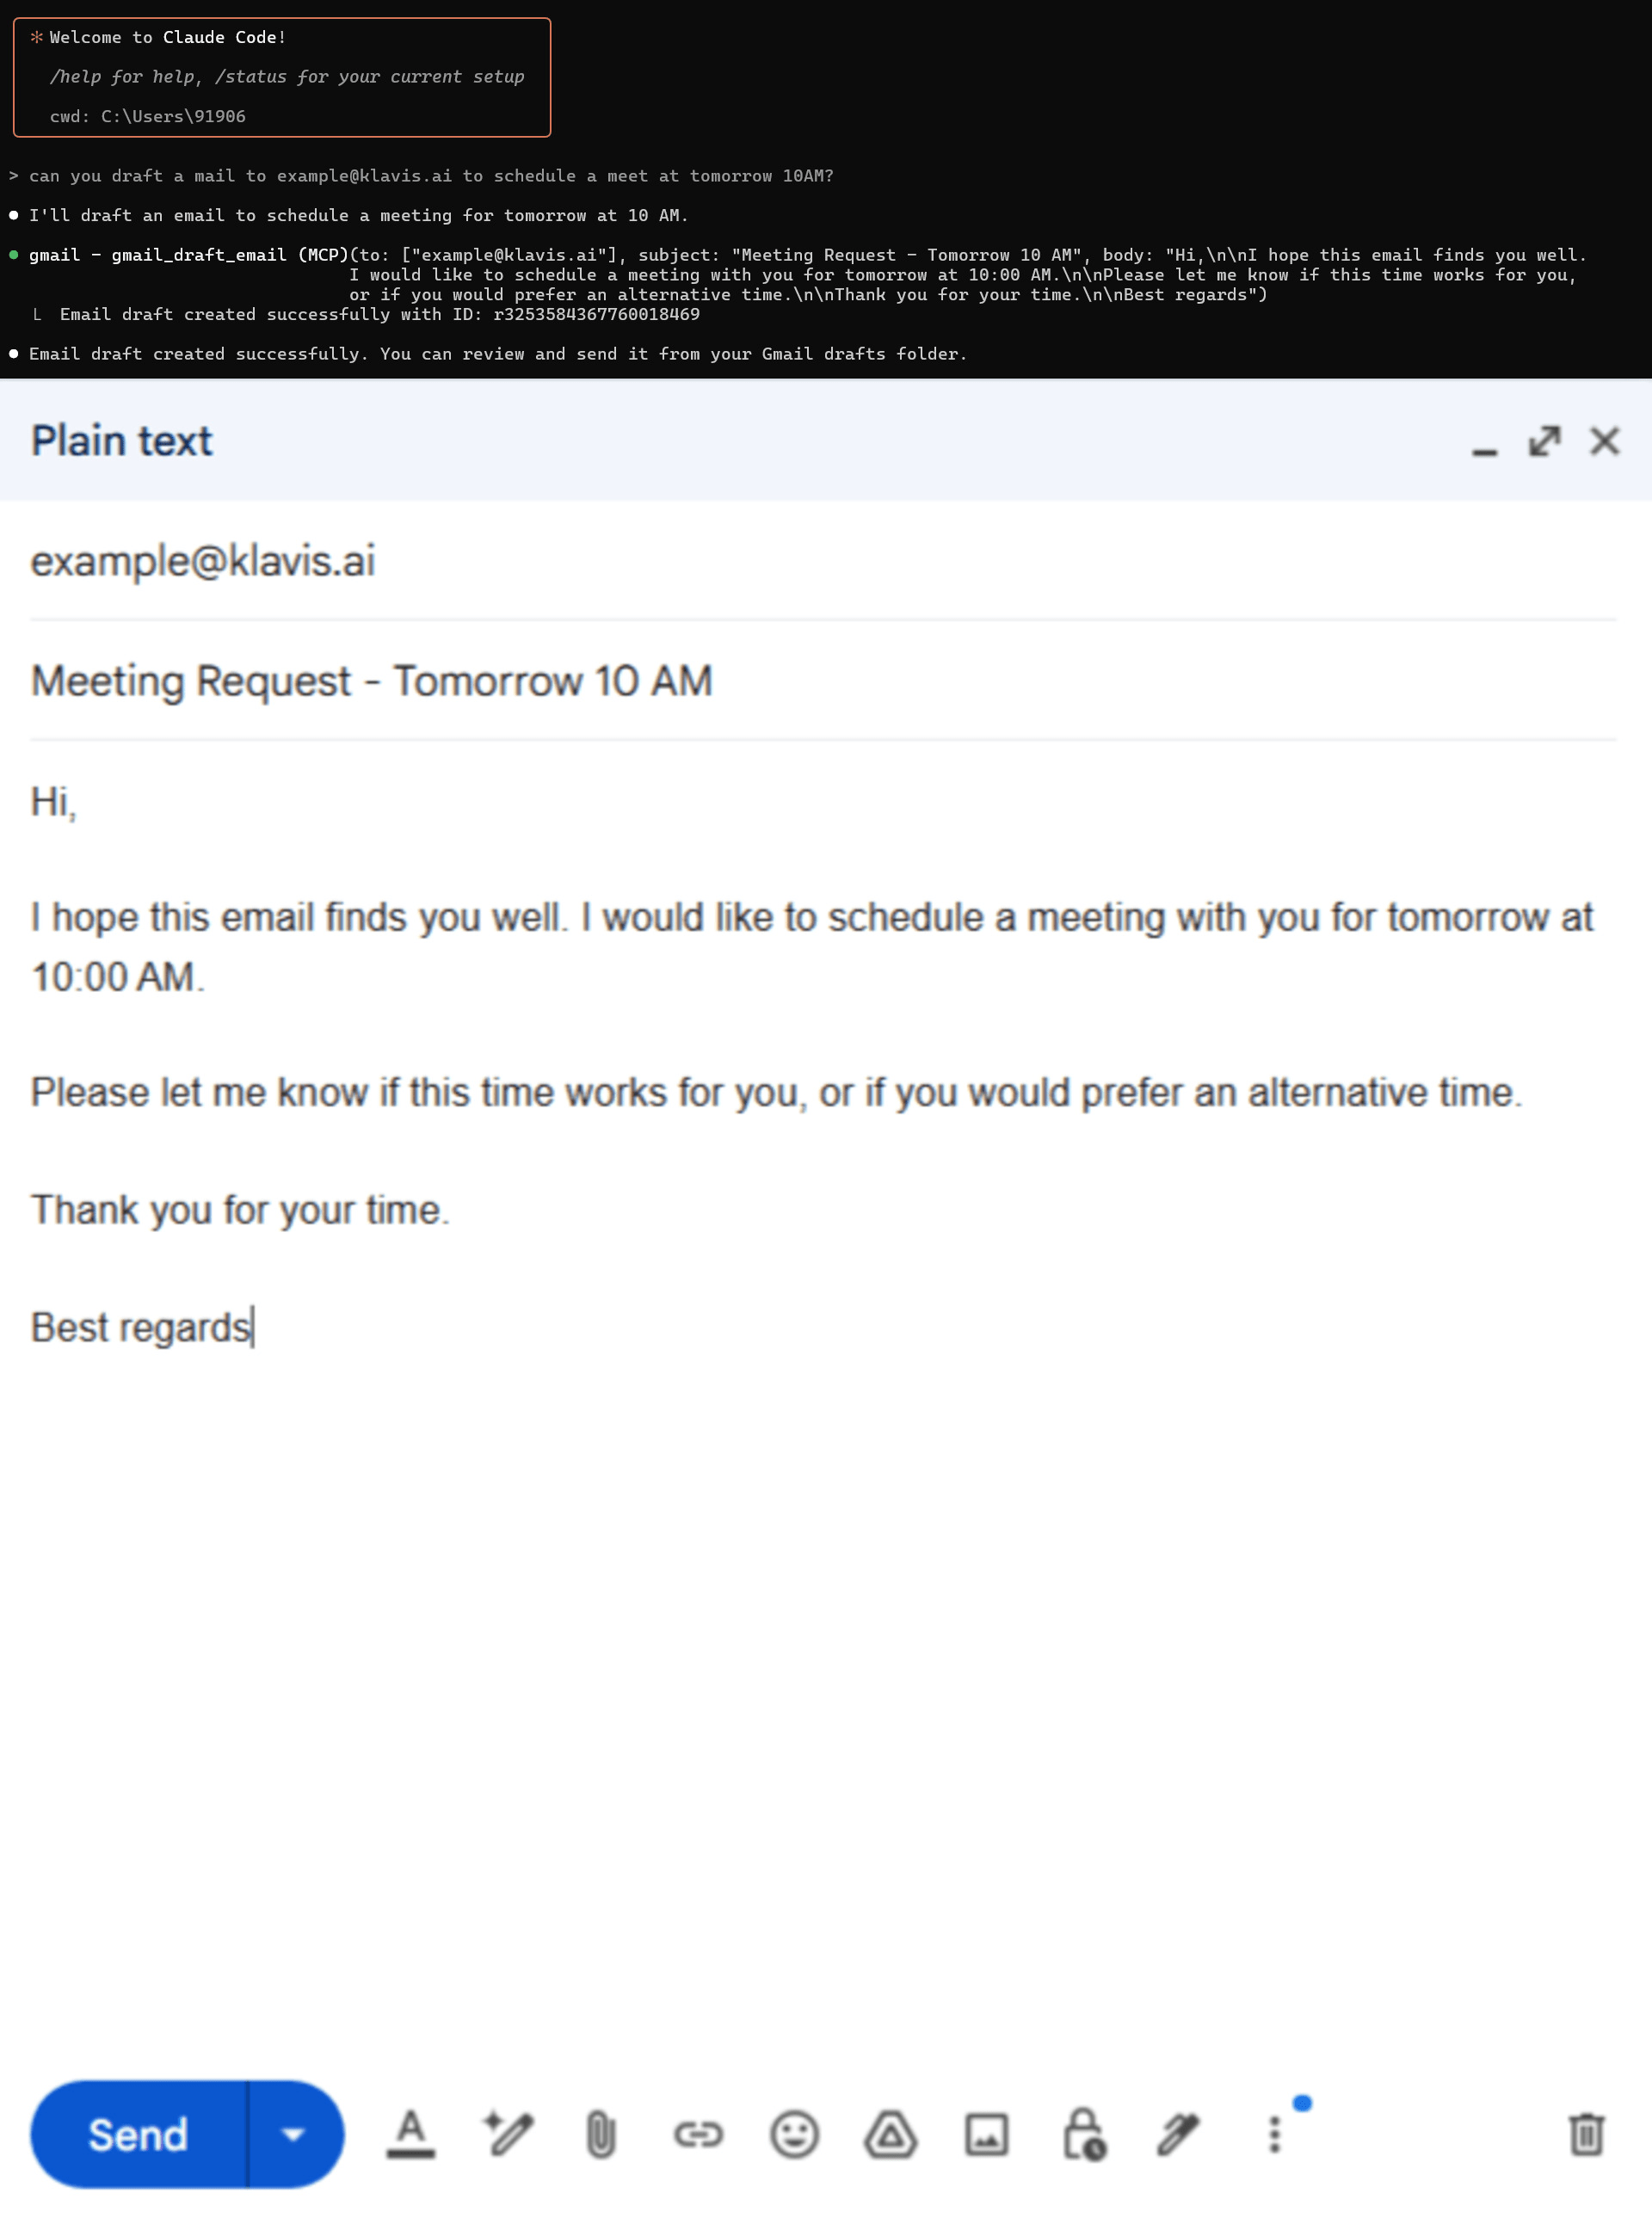 * Welcome to Claude Code!
/help for help, /status for your current setup
cwd: C:\Users\91906
> can you draft a mail to example@klavis.ai to schedule a meet at tomorrow 10AM?
● I'll draft an email to schedule a meeting for tomorrow at 10 AM.
● gmail - gmail_draft_email (MCP)(to: ["example@klavis.ai"], subject: "Meeting Request - Tomorrow 10 AM", body: "Hi,\n\nI hope this email finds you well.
I would like to schedule a meeting with you for tomorrow at 10:00 AM.\n\nPlease let me know if this time works for you,
or if you would prefer an alternative time.\n\nThank you for your time.\n\nBest regards")
└ Email draft created successfully with ID: r3253584367760018469
● Email draft created successfully. You can review and send it from your Gmail drafts folder.
Plain text
example@klavis.ai
Meeting Request - Tomorrow 10 AM
Hi,
I hope this email finds you well. I would like to schedule a meeting with you for tomorrow at
10:00 AM.
Please let me know if this time works for you, or if you would prefer an alternative time.
Thank you for your time.
Best regards
Send